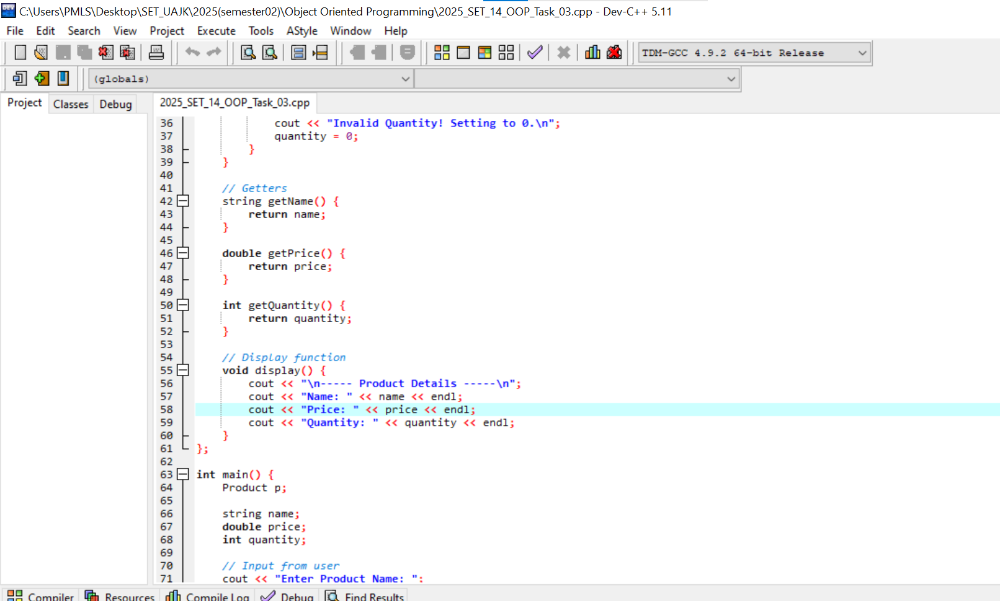 C:\Users\PMLS\Desktop\SET_UAJK\2025(semester02)\Object Oriented Programming\2025_SET_14_OOP_Task_03.cpp - Dev-C++ 5.11
File Edit Search View Project Execute Tools AStyle Window Help
TDM-GCC 4.9.2 64-bit Release
(globals)
Project Classes Debug 2025_SET_14_OOP_Task_03.cpp
36 cout << "Invalid Quantity! Setting to 0.\n";
37 quantity = 0;
38 }
39 }
40
41 // Getters
42 string getName() {
43 return name;
44 }
45
46 double getPrice() {
47 return price;
48 }
49
50 int getQuantity() {
51 return quantity;
52 }
53
54 // Display function
55 void display() {
56 cout << "\n----- Product Details -----\n";
57 cout << "Name: " << name << endl;
58 cout << "Price: " << price << endl;
59 cout << "Quantity: " << quantity << endl;
60 }
61 };
62
63 int main() {
64 Product p;
65
66 string name;
67 double price;
68 int quantity;
69
70 // Input from user
71 cout << "Enter Product Name: ";
Compiler Resources Compile Log Debug Find Results